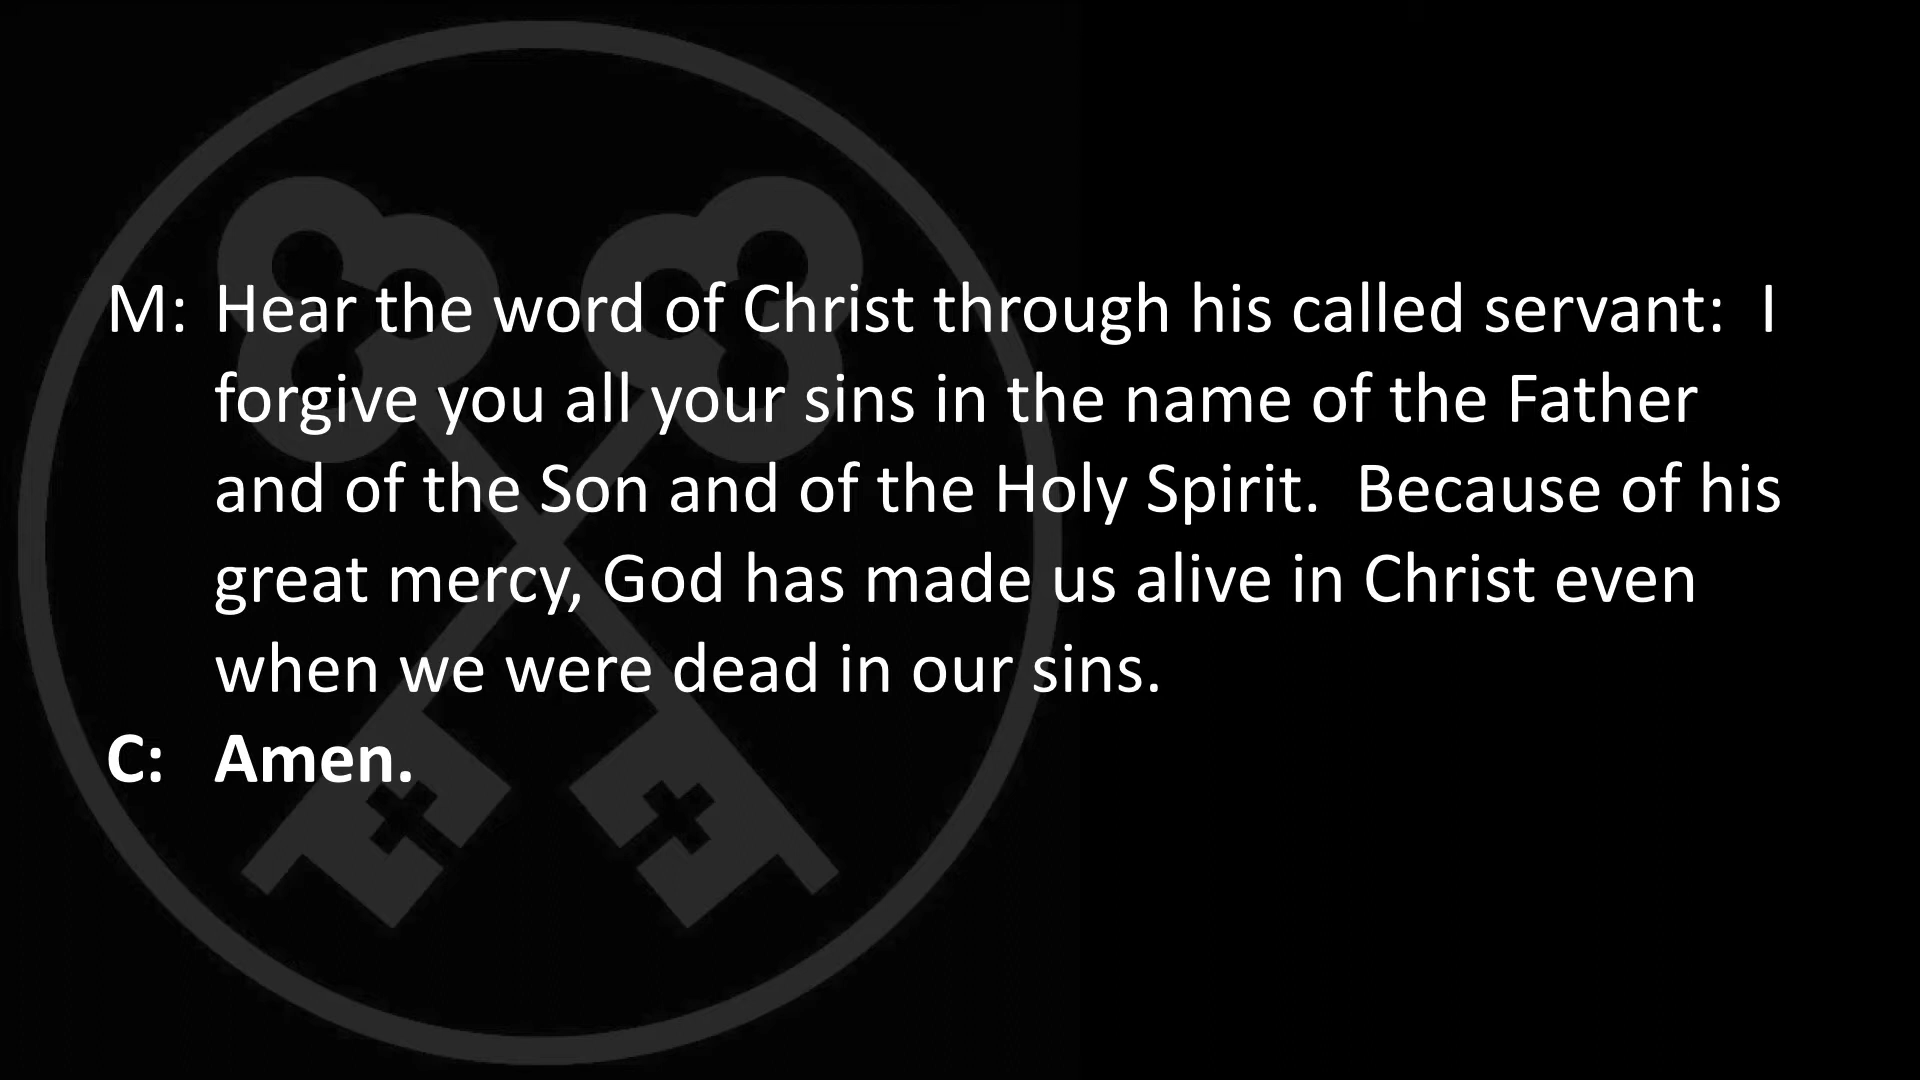 M: Hear the word of Christ through his called servant:  I
forgive you all your sins in the name of the Father
and of the Son and of the Holy Spirit.  Because of his
great mercy, God has made us alive in Christ even
when we were dead in our sins.
C: Amen.